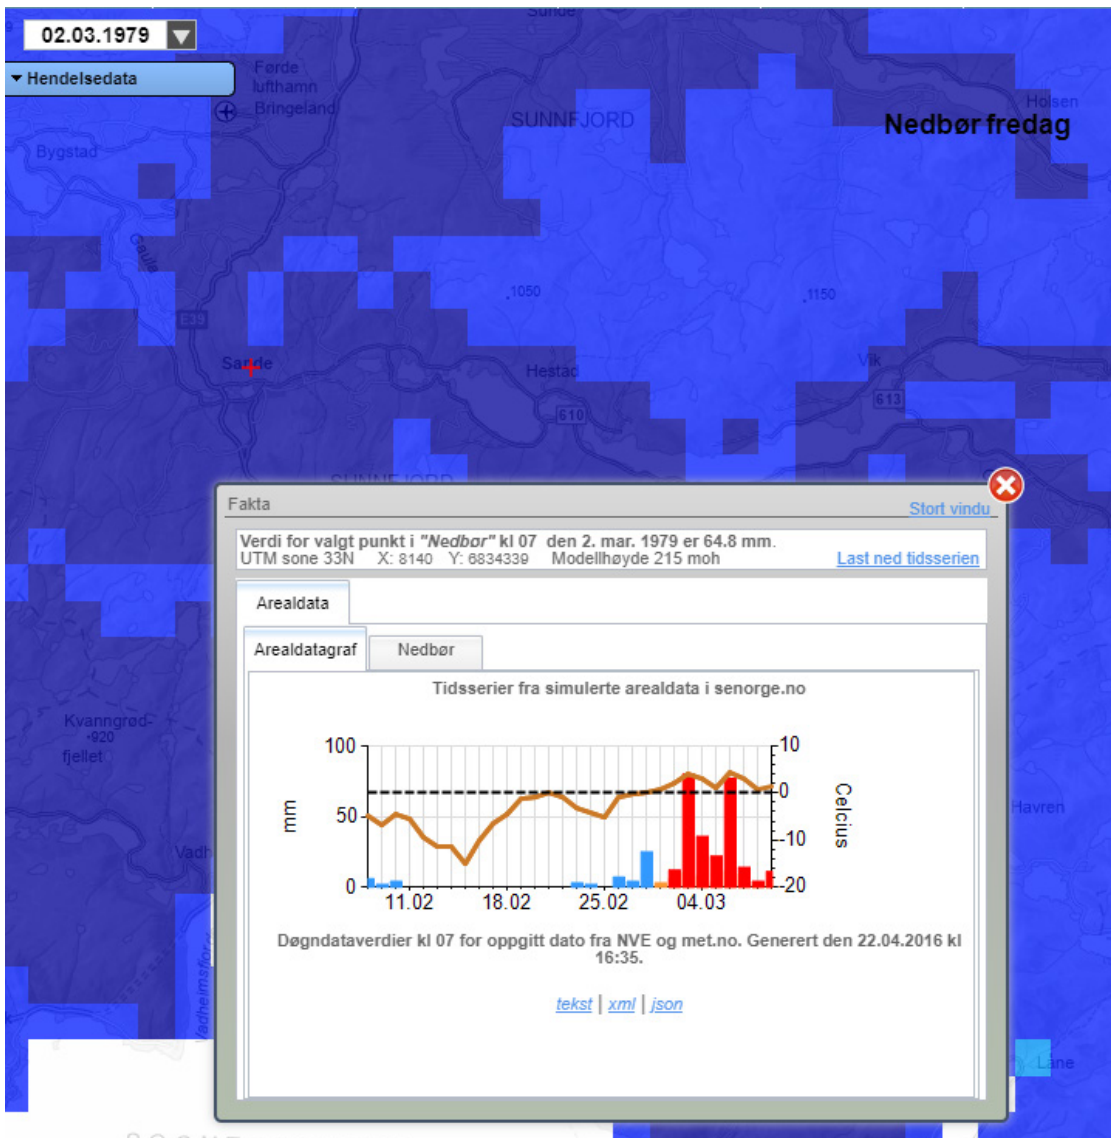 Sunde
02.03.1979
Hendelsedata
Førde
lufthamn
Bringeland
Holsen
SUNNFJORD
Nedbør fredag
Bygstad
Gaula
1050
1150
E39
Sande
Hestad
Vik
610
613
SUNNFJORD
Fakta
Stort vindu
Verdi for valgt punkt i "Nedbør" kl 07 den 2. mar. 1979 er 64.8 mm.
UTM sone 33N X: 8140 Y: 6834339 Modellhøyde 215 moh Last ned tidsserien
Arealdata
Arealdatagraf Nedbør
Tidsserier fra simulerte arealdata i senorge.no
100
50
0
mm
10
0
-10
-20
Celcius
11.02 18.02 25.02 04.03
Døgndataverdier kl 07 for oppgitt dato fra NVE og met.no. Generert den 22.04.2016 kl
16:35.
tekst | xml | json
Kvanngrød-
920
fjellet
Havren
Vadheimsfjorden
Låne